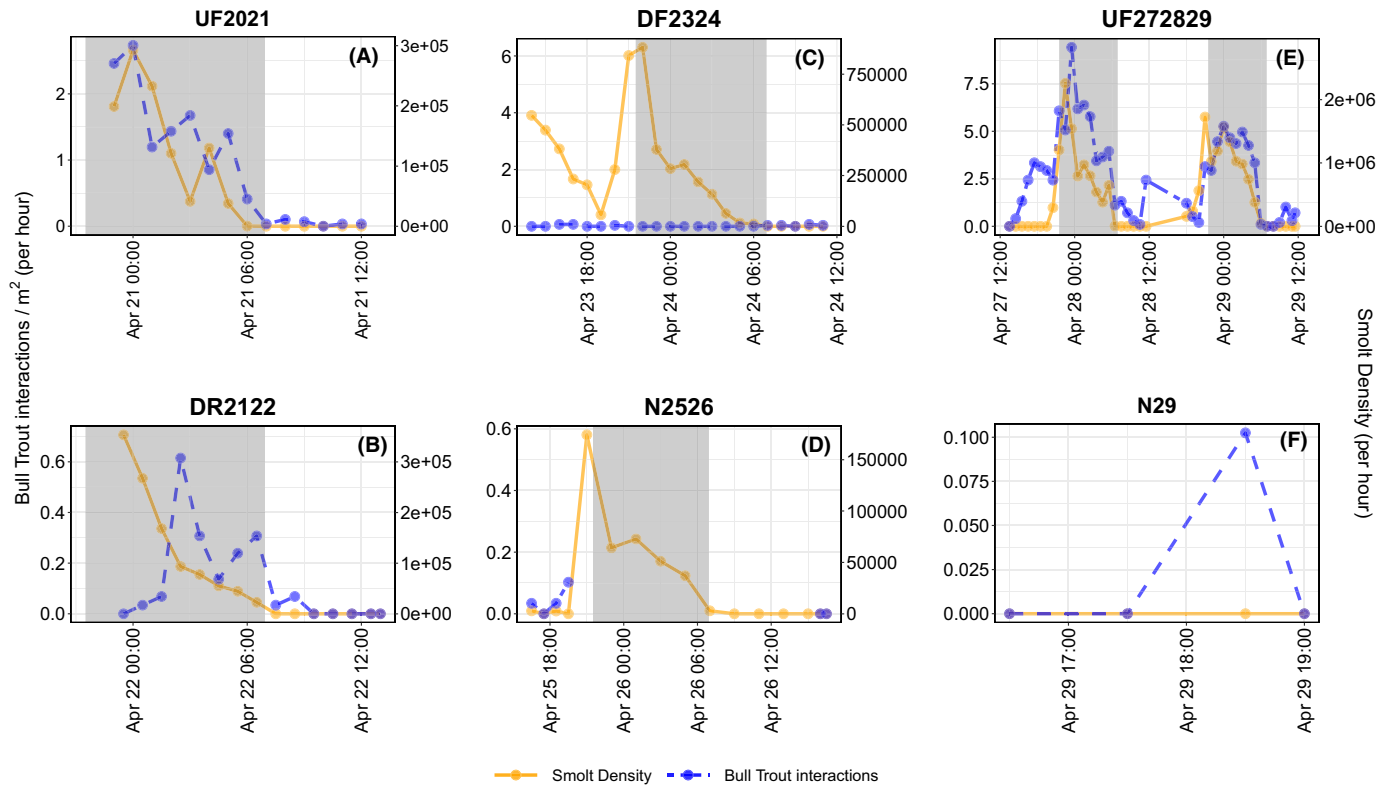 UF2021
DF2324
UF272829
(A)
(C)
(E)
2
1
0
3e+05
2e+05
1e+05
0e+00
6
4
2
0
750000
500000
250000
0
7.5
5.0
2.5
0.0
2e+06
1e+06
0e+00
Apr 21 00:00
Apr 21 06:00
Apr 21 12:00
Apr 23 18:00
Apr 24 00:00
Apr 24 06:00
Apr 24 12:00
Apr 27 12:00
Apr 28 00:00
Apr 28 12:00
Apr 29 00:00
Apr 29 12:00
Bull Trout interactions / m² (per hour)
Smolt Density (per hour)
DR2122
N2526
N29
(B)
(D)
(F)
0.6
0.4
0.2
0.0
3e+05
2e+05
1e+05
0e+00
0.6
0.4
0.2
0.0
150000
100000
50000
0
0.100
0.075
0.050
0.025
0.000
Apr 22 00:00
Apr 22 06:00
Apr 22 12:00
Apr 25 18:00
Apr 26 00:00
Apr 26 06:00
Apr 26 12:00
Apr 29 17:00
Apr 29 18:00
Apr 29 19:00
Smolt Density
Bull Trout interactions